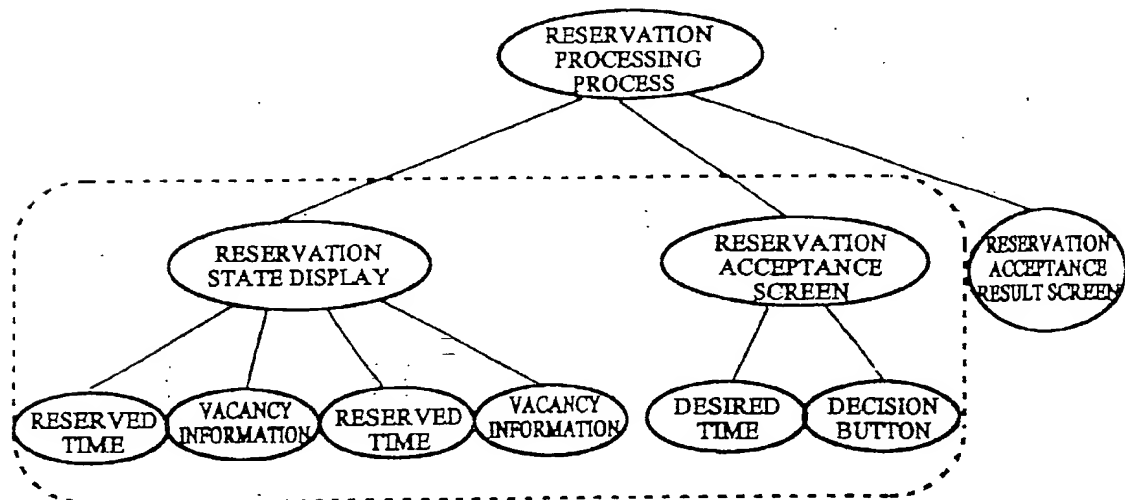 RESERVATION
PROCESSING
PROCESS
RESERVATION
STATE DISPLAY
RESERVATION
ACCEPTANCE
SCREEN
RESERVATION
ACCEPTANCE
RESULT SCREEN
RESERVED
TIME
VACANCY
INFORMATION
RESERVED
TIME
VACANCY
INFORMATION
DESIRED
TIME
DECISION
BUTTON